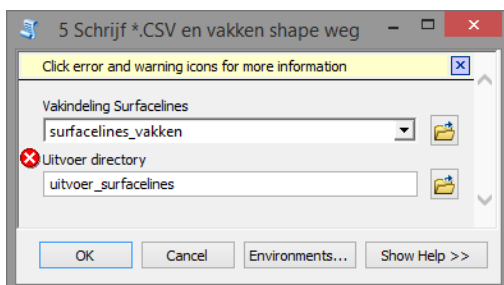 5 Schrijf *.CSV en vakken shape weg
Click error and warning icons for more information
Vakindeling Surfacelines
surfacelines_vakken
Uitvoer directory
uitvoer_surfacelines
OK Cancel Environments... Show Help >>